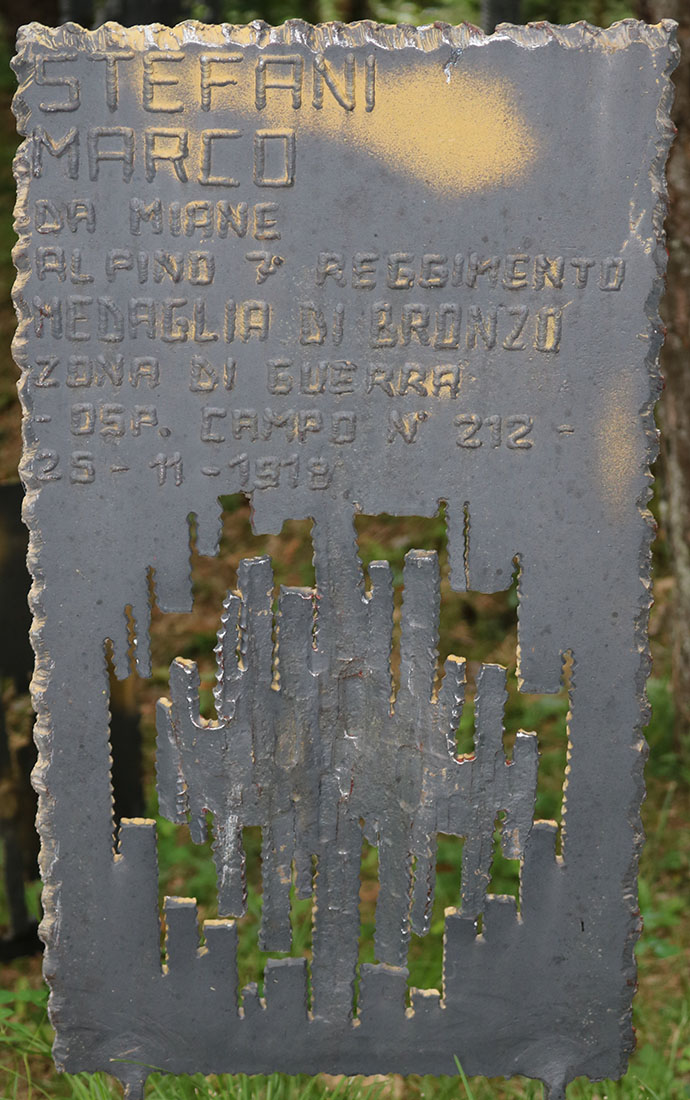 STEFANI
MARCO
DA MIANE
ALPINO 7° REGGIMENTO
MEDAGLIA DI BRONZO
ZONA DI GUERRA
- OSP. CAMPO N° 212 -
25 - 11 - 1918